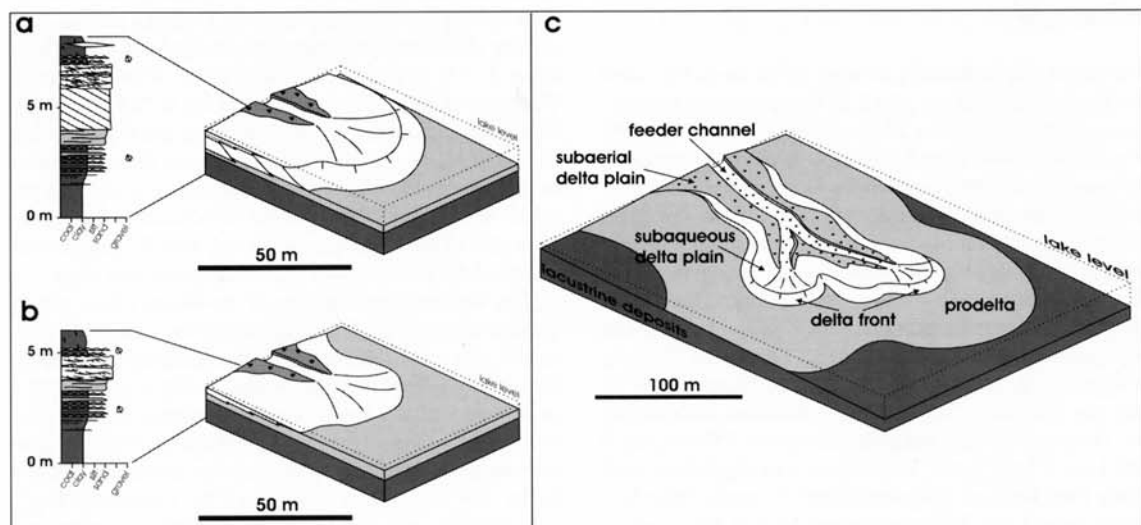 a
5 m
0 m
coal
clay
silt
sand
gravel
lake level
50 m
b
5 m
0 m
coal
clay
silt
sand
gravel
lake level
50 m
c
feeder channel
subaerial
delta plain
subaqueous
delta plain
lake level
lacustrine deposits
delta front
prodelta
100 m